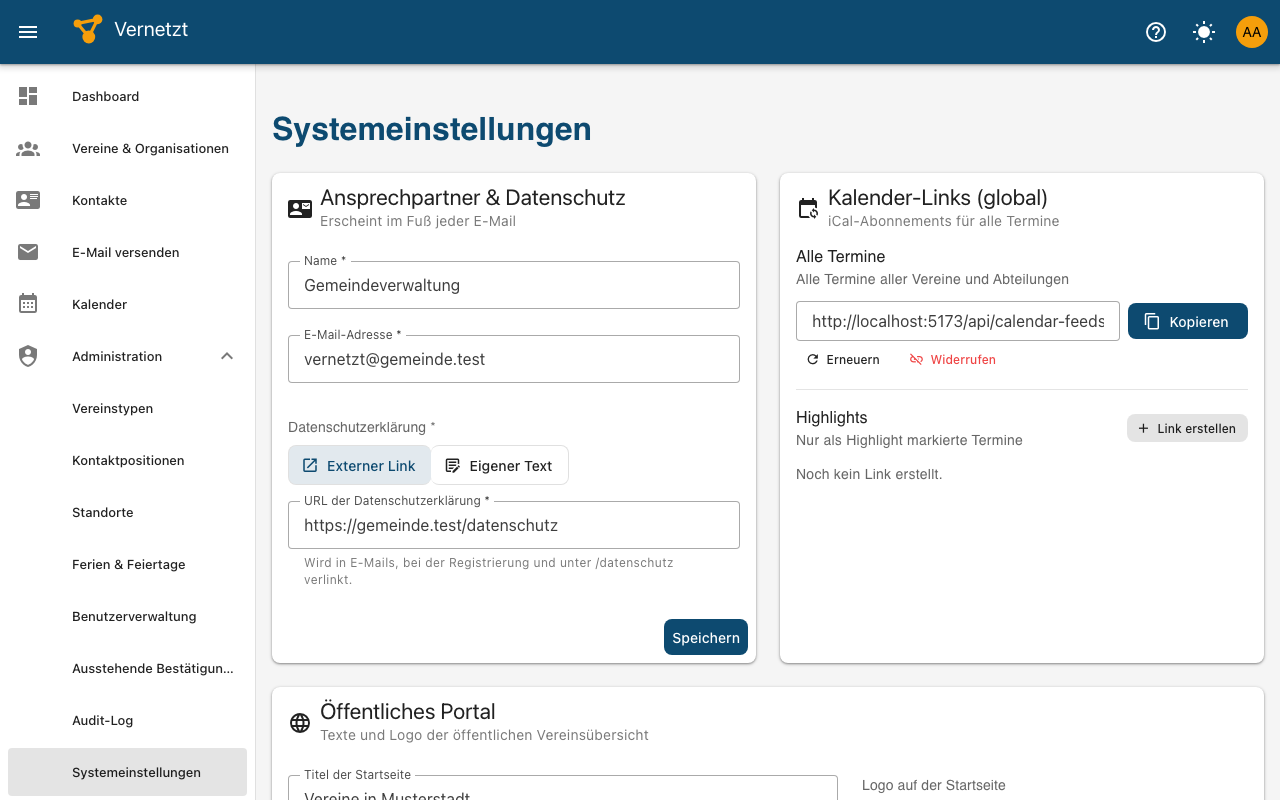 Vernetzt
AA
Dashboard
Vereine & Organisationen
Kontakte
E-Mail versenden
Kalender
Administration
Vereinstypen
Kontaktpositionen
Standorte
Ferien & Feiertage
Benutzerverwaltung
Ausstehende Bestätigun...
Audit-Log
Systemeinstellungen
Systemeinstellungen
Ansprechpartner & Datenschutz
Erscheint im Fuß jeder E-Mail
Name *
Gemeindeverwaltung
E-Mail-Adresse *
vernetzt@gemeinde.test
Datenschutzerklärung *
Externer Link
Eigener Text
URL der Datenschutzerklärung *
https://gemeinde.test/datenschutz
Wird in E-Mails, bei der Registrierung und unter /datenschutz
verlinkt.
Speichern
Kalender-Links (global)
iCal-Abonnements für alle Termine
Alle Termine
Alle Termine aller Vereine und Abteilungen
http://localhost:5173/api/calendar-feeds
Kopieren
Erneuern
Widerrufen
Highlights
Nur als Highlight markierte Termine
Link erstellen
Noch kein Link erstellt.
Öffentliches Portal
Texte und Logo der öffentlichen Vereinsübersicht
Titel der Startseite
Vereine in Musterstadt
Logo auf der Startseite